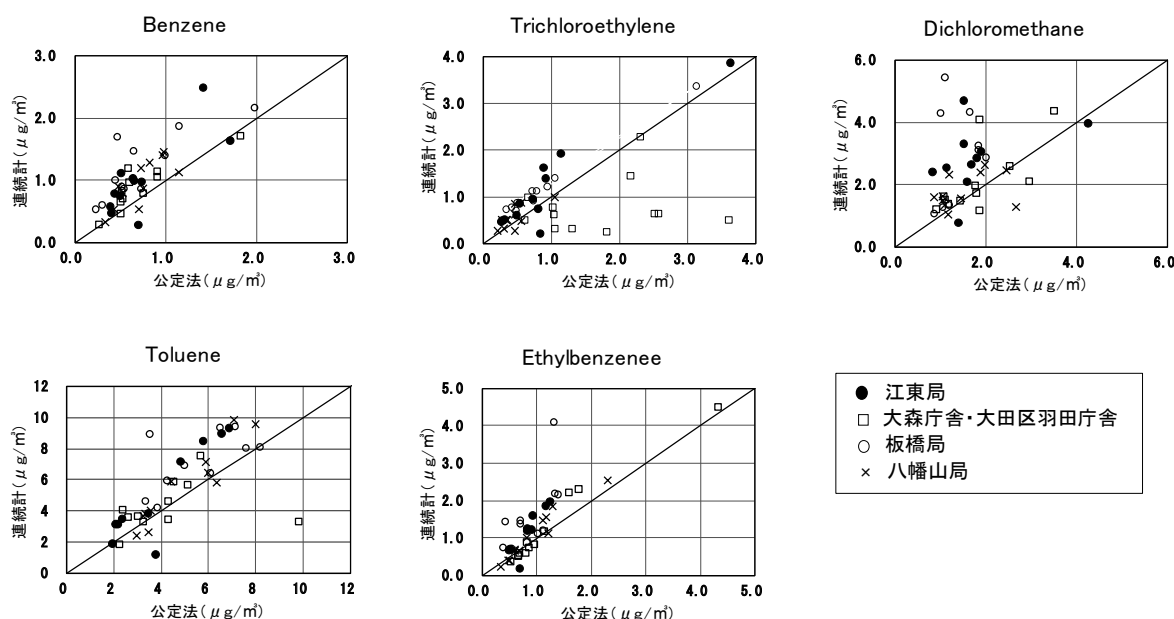 Benzene
3.0
2.0
1.0
0.0
0.0 1.0 2.0 3.0
連続計(μg/㎥)
公定法(μg/㎥)
Trichloroethylene
4.0
3.0
2.0
1.0
0.0
0.0 1.0 2.0 3.0 4.0
連続計(μg/㎥)
公定法(μg/㎥)
Dichloromethane
6.0
4.0
2.0
0.0
0.0 2.0 4.0 6.0
連続計(μg/㎥)
公定法(μg/㎥)
Toluene
12
10
8
6
4
2
0
0 2 4 6 8 10 12
連続計(μg/㎥)
公定法(μg/㎥)
Ethylbenzenee
5.0
4.0
3.0
2.0
1.0
0.0
0.0 1.0 2.0 3.0 4.0 5.0
連続計(μg/㎥)
公定法(μg/㎥)
● 江東局
□ 大森庁舎・大田区羽田庁舎
○ 板橋局
× 八幡山局